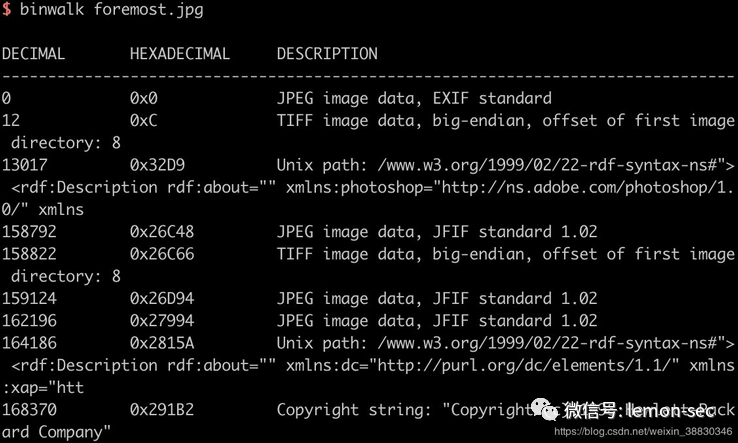 $ binwalk foremost.jpg
DECIMAL HEXADECIMAL DESCRIPTION
--------------------------------------------------------------------------------
0 0x0 JPEG image data, EXIF standard
12 0xC TIFF image data, big-endian, offset of first image
directory: 8
13017 0x32D9 Unix path: /www.w3.org/1999/02/22-rdf-syntax-ns#">
<rdf:Description rdf:about="" xmlns:photoshop="http://ns.adobe.com/photoshop/1.
0/" xmlns
158792 0x26C48 JPEG image data, JFIF standard 1.02
158822 0x26C66 TIFF image data, big-endian, offset of first image
directory: 8
159124 0x26D94 JPEG image data, JFIF standard 1.02
162196 0x27994 JPEG image data, JFIF standard 1.02
164186 0x2815A Unix path: /www.w3.org/1999/02/22-rdf-syntax-ns#">
<rdf:Description rdf:about="" xmlns:dc="http://purl.org/dc/elements/1.1/" xmlns
:xap="htt
168370 0x291B2 Copyright string: "Copyright Pack
ard Company"
微信号: lemon-sec
https://blog.csdn.net/weixin_38830346